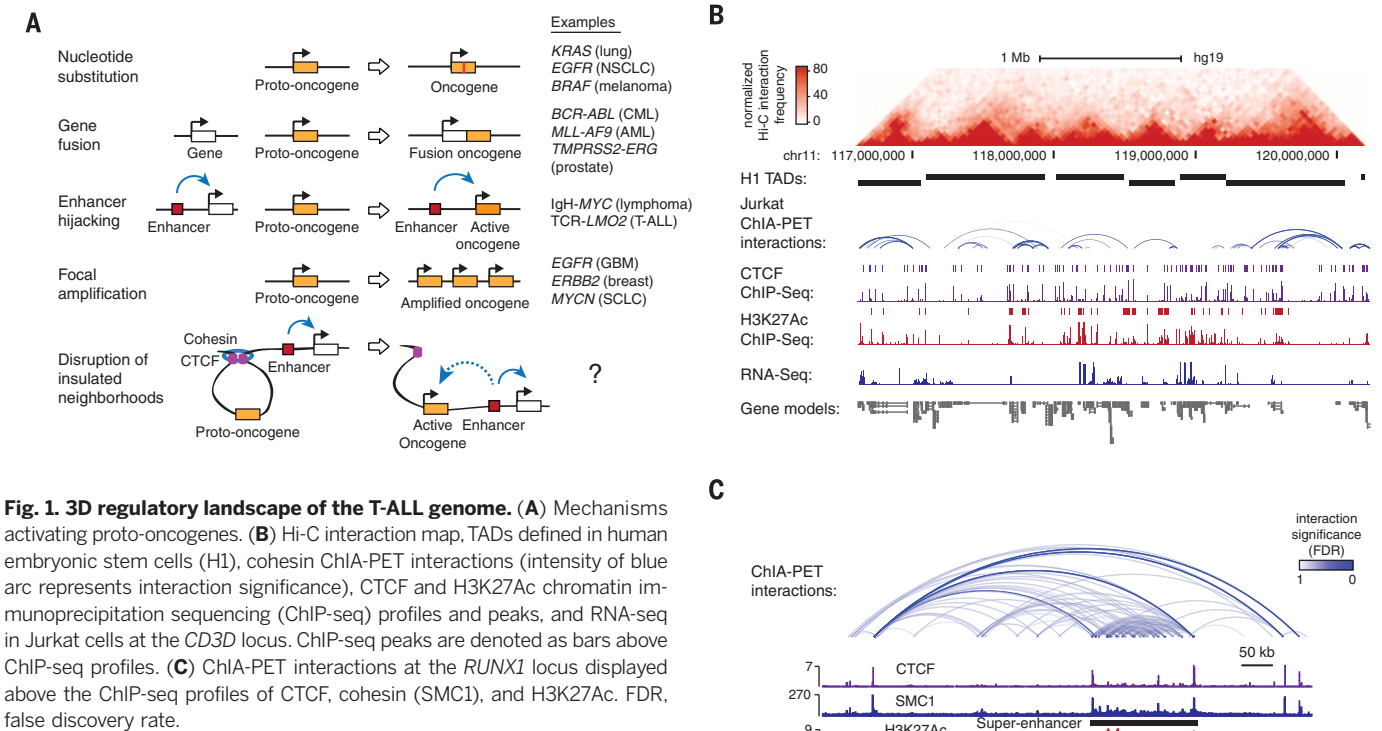 A
Examples
Nucleotide
substitution
Proto-oncogene
Oncogene
KRAS (lung)
EGFR (NSCLC)
BRAF (melanoma)
Gene
fusion
Gene
Proto-oncogene
Fusion oncogene
BCR-ABL (CML)
MLL-AF9 (AML)
TMPRSS2-ERG
(prostate)
Enhancer
hijacking
Enhancer
Proto-oncogene
Enhancer
Active
oncogene
IgH-MYC (lymphoma)
TCR-LMO2 (T-ALL)
Focal
amplification
Proto-oncogene
Amplified oncogene
EGFR (GBM)
ERBB2 (breast)
MYCN (SCLC)
Disruption of
insulated
neighborhoods
Cohesin
CTCF
Enhancer
Proto-oncogene
Active
Oncogene
Enhancer
?
B
1 Mb
hg19
normalized
Hi-C interaction
frequency
80
40
0
chr11:
117,000,000
118,000,000
119,000,000
120,000,000
H1 TADs:
Jurkat
ChIA-PET
interactions:
CTCF
ChIP-Seq:
H3K27Ac
ChIP-Seq:
RNA-Seq:
Gene models:
Fig. 1. 3D regulatory landscape of the T-ALL genome. (A) Mechanisms
activating proto-oncogenes. (B) Hi-C interaction map, TADs defined in human
embryonic stem cells (H1), cohesin ChIA-PET interactions (intensity of blue
arc represents interaction significance), CTCF and H3K27Ac chromatin im-
munoprecipitation sequencing (ChIP-seq) profiles and peaks, and RNA-seq
in Jurkat cells at the CD3D locus. ChIP-seq peaks are denoted as bars above
ChIP-seq profiles. (C) ChIA-PET interactions at the RUNX1 locus displayed
above the ChIP-seq profiles of CTCF, cohesin (SMC1), and H3K27Ac. FDR,
false discovery rate.
C
interaction
significance
(FDR)
1
0
ChIA-PET
interactions:
50 kb
7
CTCF
270
SMC1
Super-enhancer
9
H3K27Ac